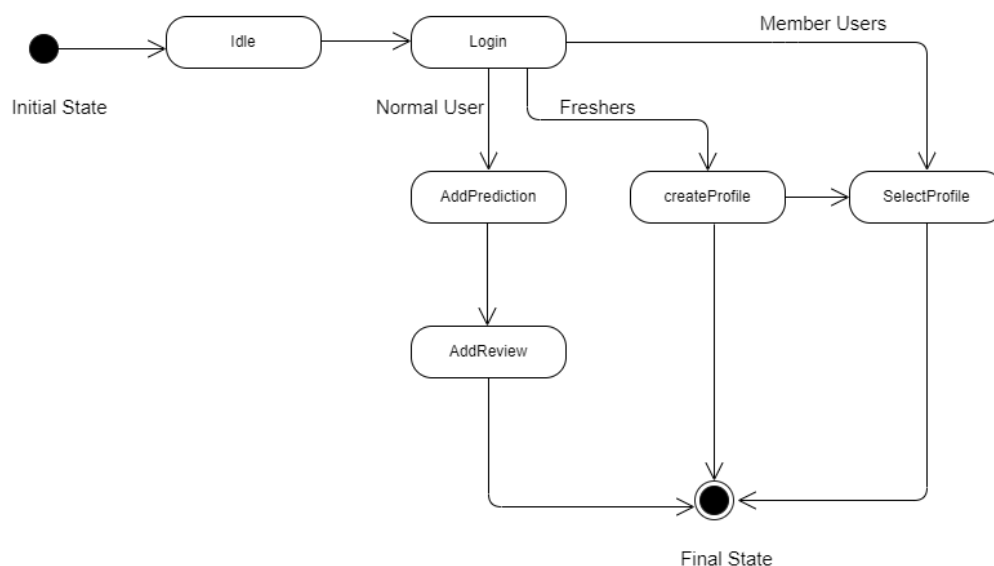 Member Users
Idle
Login
Initial State
Normal User
Freshers
AddPrediction
createProfile
SelectProfile
AddReview
Final State